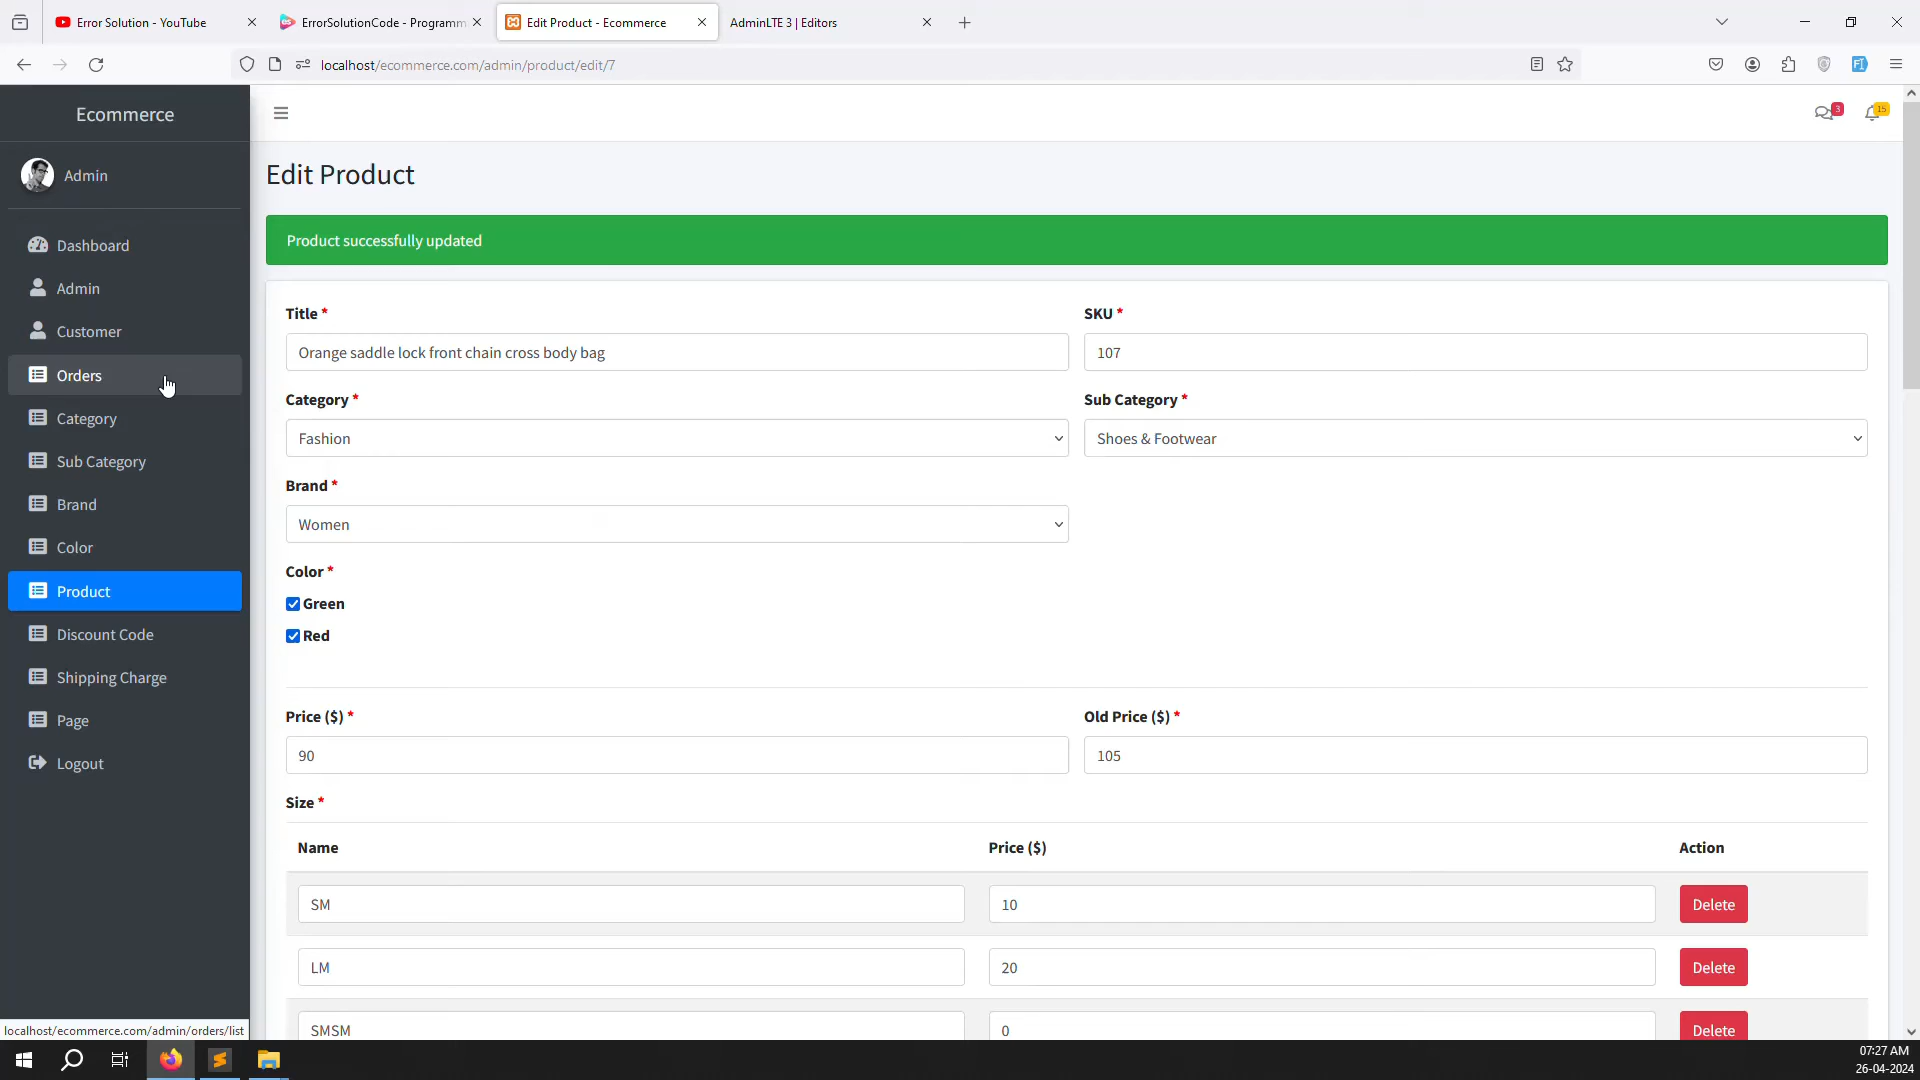 Error Solution - YouTube
ErrorSolutionCode - Programm
Edit Product - Ecommerce
AdminLTE 3 | Editors
localhost/ecommerce.com/admin/product/edit/7
Ecommerce
3
15
Admin
Edit Product
Product successfully updated
Dashboard
Admin
Customer
Orders
Category
Sub Category
Brand
Color
Product
Discount Code
Shipping Charge
Page
Logout
Title *
SKU *
Orange saddle lock front chain cross body bag
107
Category *
Sub Category *
Fashion
Shoes & Footwear
Brand *
Women
Color *
Green
Red
Price ($) *
Old Price ($) *
90
105
Size *
Name
Price ($)
Action
SM
10
Delete
LM
20
Delete
SMSM
0
Delete
localhost/ecommerce.com/admin/orders/list
07:27 AM
26-04-2024